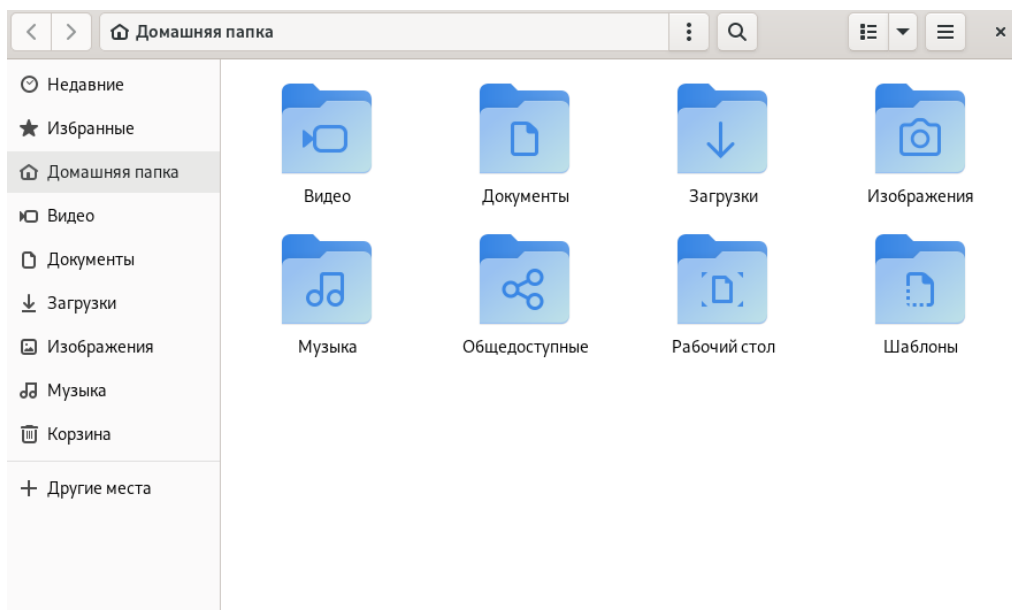 Домашняя папка
Недавние
Избранные
Домашняя папка
Видео
Документы
Загрузки
Изображения
Музыка
Корзина
Другие места
Видео
Документы
Загрузки
Изображения
Музыка
Общедоступные
Рабочий стол
Шаблоны